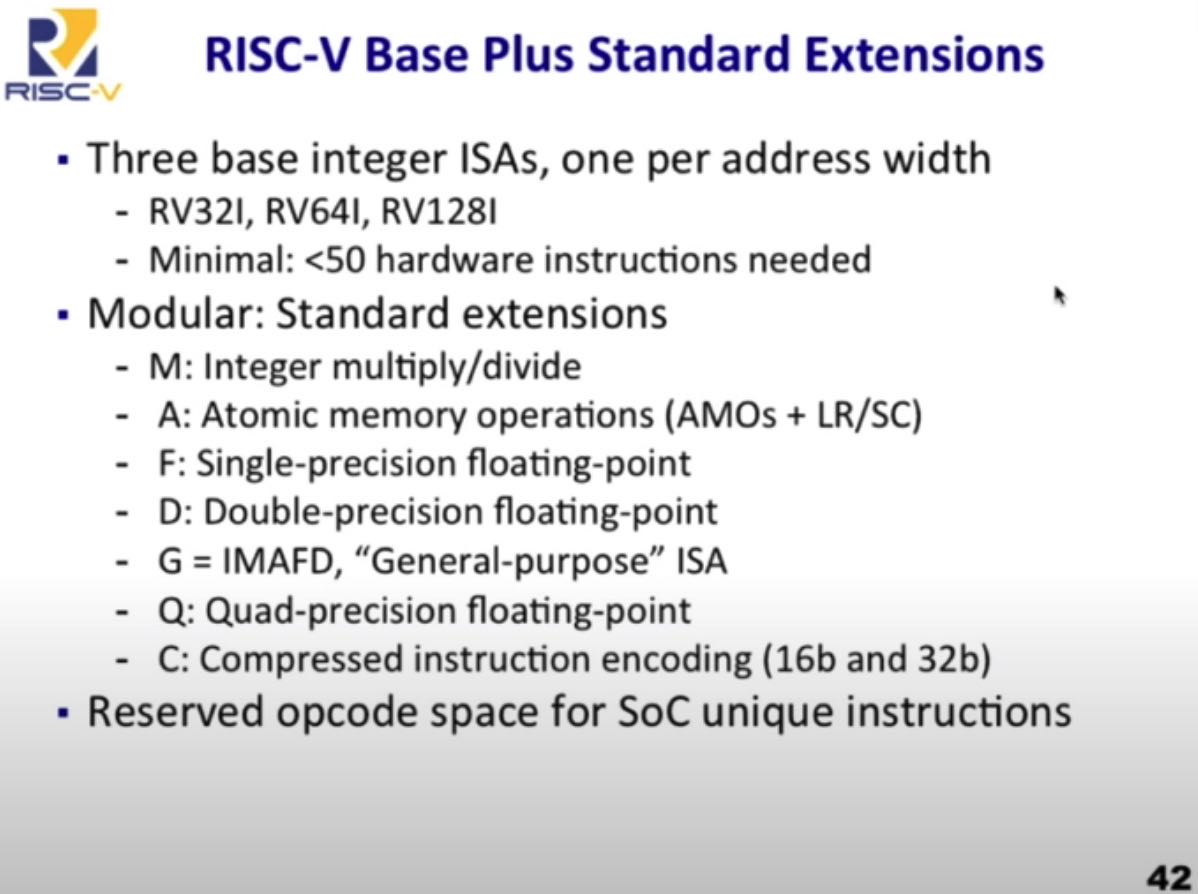 RISC-V
RISC-V Base Plus Standard Extensions
▪ Three base integer ISAs, one per address width
- RV32I, RV64I, RV128I
- Minimal: <50 hardware instructions needed
▪ Modular: Standard extensions
- M: Integer multiply/divide
- A: Atomic memory operations (AMOs + LR/SC)
- F: Single-precision floating-point
- D: Double-precision floating-point
- G = IMAFD, “General-purpose” ISA
- Q: Quad-precision floating-point
- C: Compressed instruction encoding (16b and 32b)
▪ Reserved opcode space for SoC unique instructions
42